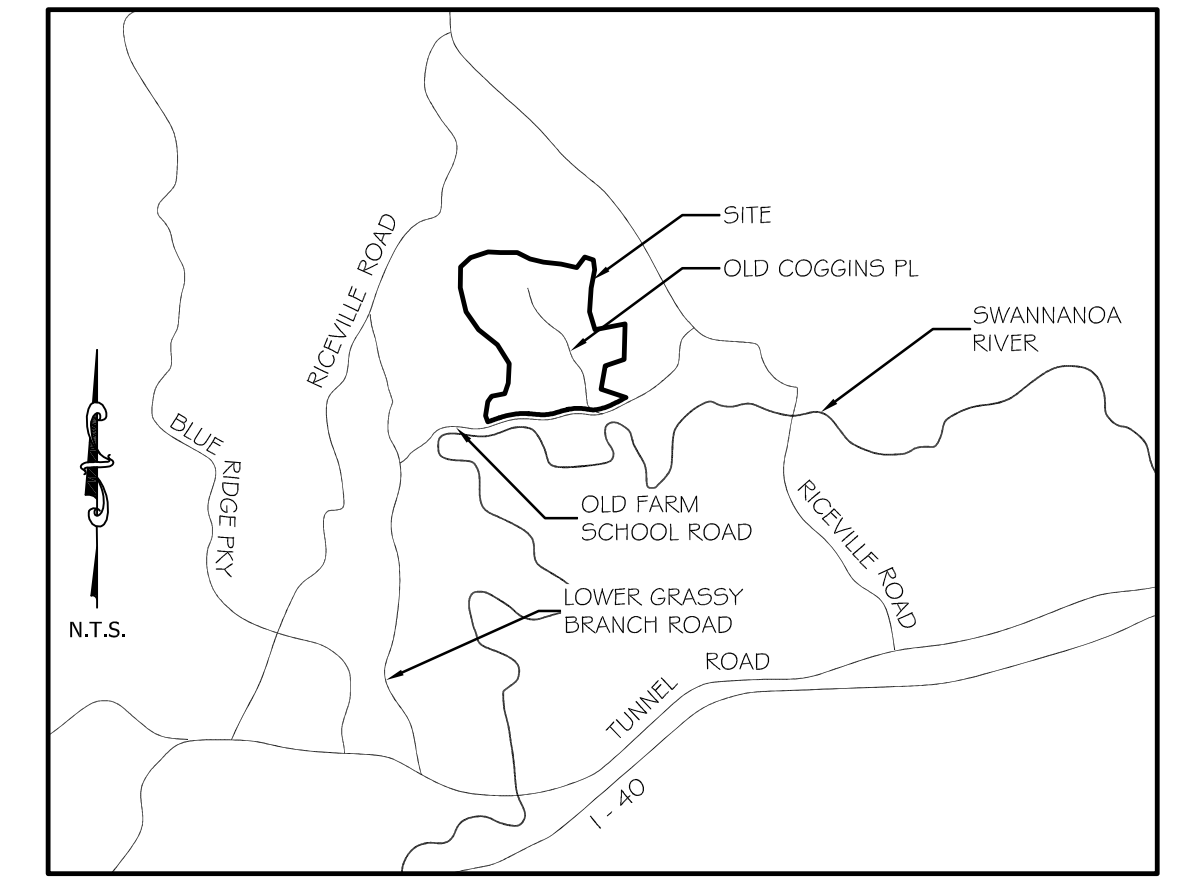 SITE
OLD COGGINS PL
RICEVILLE ROAD
SWANNANOA
RIVER
BLUE RIDGE PKY
OLD FARM
SCHOOL ROAD
RICEVILLE ROAD
LOWER GRASSY
BRANCH ROAD
N.T.S.
TUNNEL ROAD
I - 40